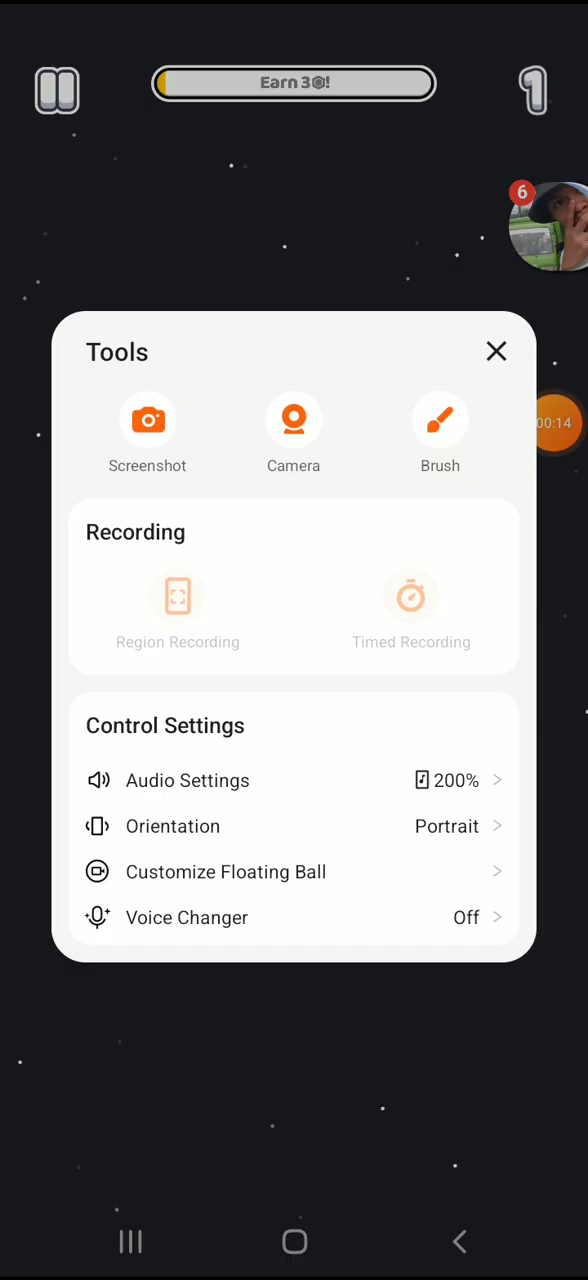 Earn 3!
1
6
Tools
00:14
Screenshot
Camera
Brush
Recording
Region Recording
Timed Recording
Control Settings
Audio Settings 200%
Orientation Portrait
Customize Floating Ball
Voice Changer Off